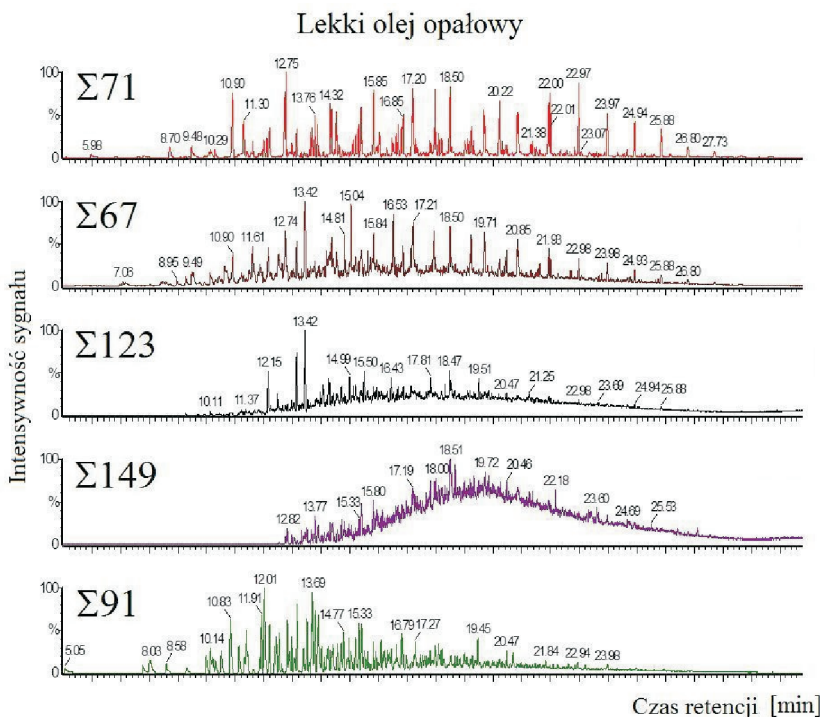 Lekki olej opałowy
Intensywność sygnału
Σ71
100
%
5.98 8.70 9.48 10.29 10.90 11.30 12.75 13.78 14.32 15.85 16.85 17.20 18.50 20.22 21.38 22.00 22.01 22.97 23.07 23.97 24.94 25.88 26.80 27.73
Σ67
100
%
7.03 8.95 9.49 10.90 11.61 12.74 13.42 14.81 15.04 15.84 16.53 17.21 18.50 19.71 20.85 21.93 22.98 23.98 24.93 25.88 26.80
Σ123
100
%
10.11 11.37 12.15 13.42 14.99 15.50 16.43 17.81 18.47 19.51 20.47 21.25 22.98 23.69 24.94 25.88
Σ149
100
%
12.82 13.77 15.33 15.80 17.19 18.00 18.51 19.72 20.46 22.18 23.60 24.69 25.53
Σ91
100
%
5.05 8.03 8.58 10.14 10.83 11.91 12.01 13.69 14.77 15.33 16.79 17.27 19.45 20.47 21.84 22.94 23.98
Czas retencji [min]